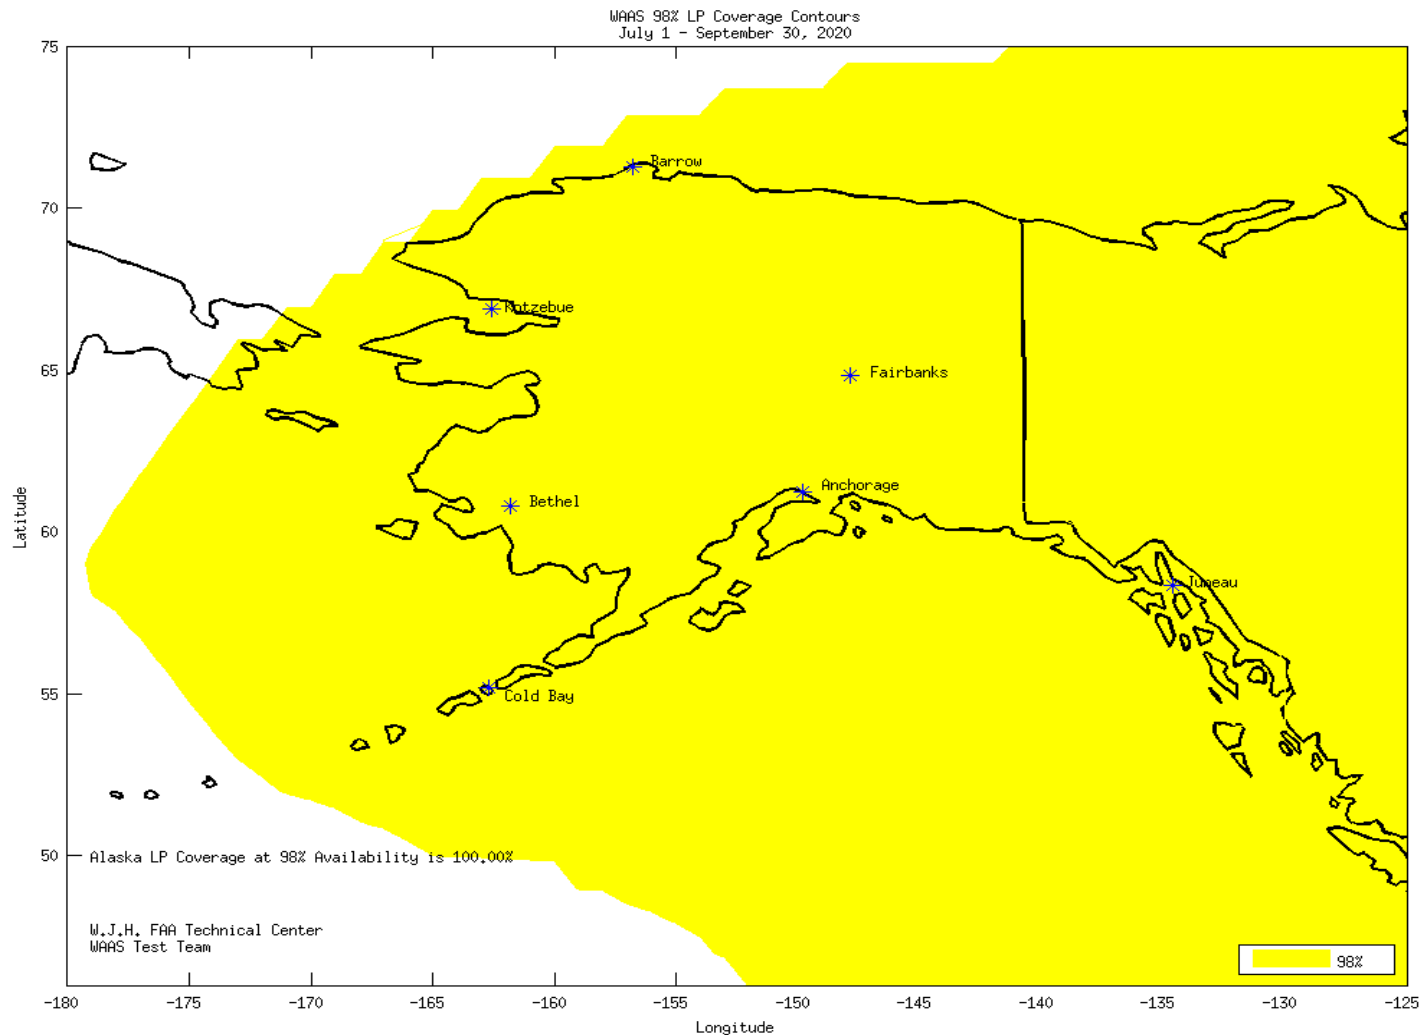 WAAS 98% LP Coverage Contours
July 1 - September 30, 2020
75
Barrow
70
Kotzebue
65
Fairbanks
Anchorage
Bethel
60
Latitude
Juneau
55
Cold Bay
50
Alaska LP Coverage at 98% Availability is 100.00%
W.J.H. FAA Technical Center
WAAS Test Team
98%
-180 -175 -170 -165 -160 -155 -150 -145 -140 -135 -130 -125
Longitude